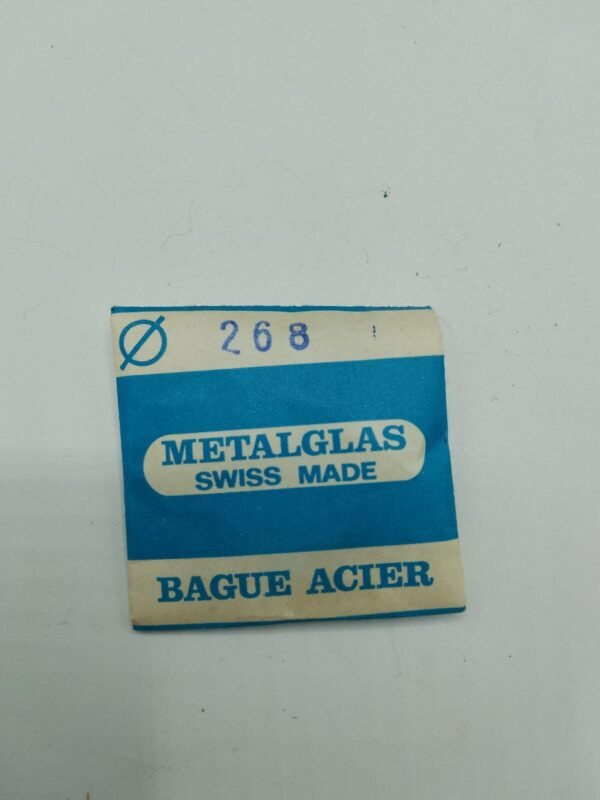 Ø 268
METALGLAS
SWISS MADE
BAGUE ACIER